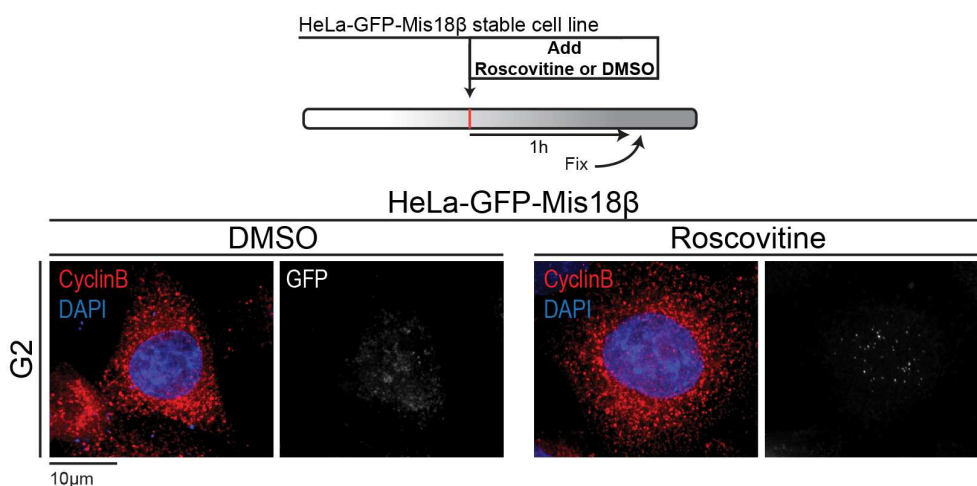 HeLa-GFP-Mis18β stable cell line
Add
Roscovitine or DMSO
1h
Fix
HeLa-GFP-Mis18β
DMSO
Roscovitine
CyclinB
DAPI
GFP
CyclinB
DAPI
G2
10μm